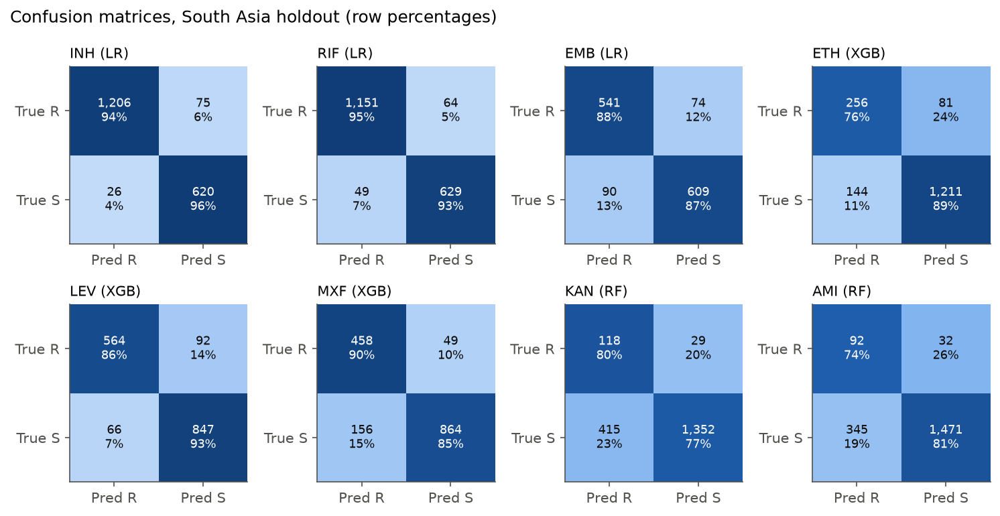 Confusion matrices, South Asia holdout (row percentages)
INH (LR)
True R
1,206
94%
75
6%
True S
26
4%
620
96%
Pred R
Pred S
RIF (LR)
True R
1,151
95%
64
5%
True S
49
7%
629
93%
Pred R
Pred S
EMB (LR)
True R
541
88%
74
12%
True S
90
13%
609
87%
Pred R
Pred S
ETH (XGB)
True R
256
76%
81
24%
True S
144
11%
1,211
89%
Pred R
Pred S
LEV (XGB)
True R
564
86%
92
14%
True S
66
7%
847
93%
Pred R
Pred S
MXF (XGB)
True R
458
90%
49
10%
True S
156
15%
864
85%
Pred R
Pred S
KAN (RF)
True R
118
80%
29
20%
True S
415
23%
1,352
77%
Pred R
Pred S
AMI (RF)
True R
92
74%
32
26%
True S
345
19%
1,471
81%
Pred R
Pred S